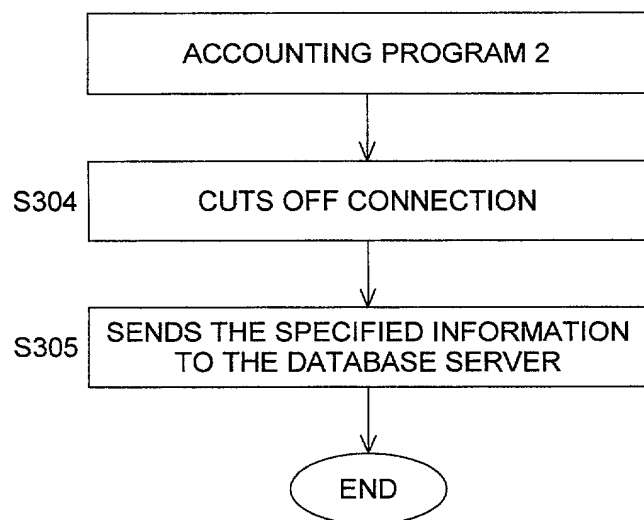 ACCOUNTING PROGRAM 2
S304
CUTS OFF CONNECTION
S305
SENDS THE SPECIFIED INFORMATION
TO THE DATABASE SERVER
END